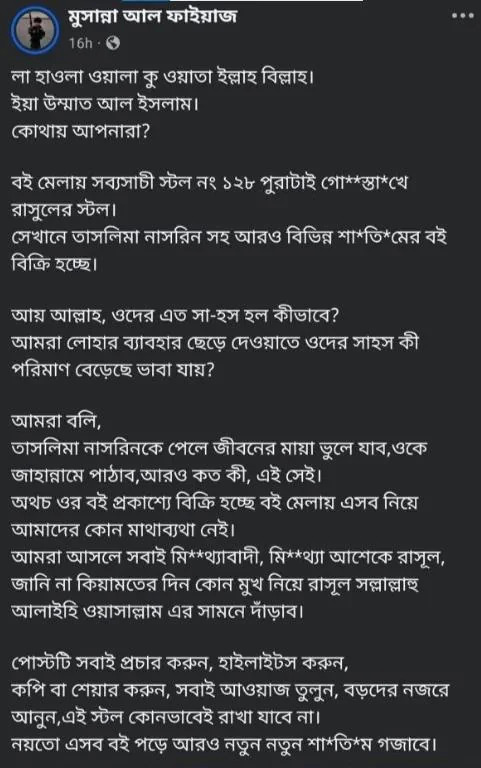 মুসান্না আল ফাইয়াজ
16h ·
লা হাওলা ওয়ালা কু ওয়াতা ইল্লাহ বিল্লাহ।
ইয়া উম্মাত আল ইসলাম।
কোথায় আপনারা?
বই মেলায় সব্যসাচী স্টল নং ১২৮ পুরাটাই গো**স্তা*খে
রাসুলের স্টল।
সেখানে তাসলিমা নাসরিন সহ আরও বিভিন্ন শা*তি*মের বই
বিক্রি হচ্ছে।
আয় আল্লাহ, ওদের এত সা-হস হল কীভাবে?
আমরা লোহার ব্যাবহার ছেড়ে দেওয়াতে ওদের সাহস কী
পরিমাণ বেড়েছে ভাবা যায়?
আমরা বলি,
তাসলিমা নাসরিনকে পেলে জীবনের মায়া ভুলে যাব,ওকে
জাহান্নামে পাঠাব,আরও কত কী, এই সেই।
অথচ ওর বই প্রকাশ্যে বিক্রি হচ্ছে বই মেলায় এসব নিয়ে
আমাদের কোন মাথাব্যথা নেই।
আমরা আসলে সবাই মি**থ্যাবাদী, মি**থ্যা আশেকে রাসূল,
জানি না কিয়ামতের দিন কোন মুখ নিয়ে রাসূল সল্লাল্লাহু
আলাইহি ওয়াসাল্লাম এর সামনে দাঁড়াব।
পোস্টটি সবাই প্রচার করুন, হাইলাইটস করুন,
কপি বা শেয়ার করুন, সবাই আওয়াজ তুলুন, বড়দের নজরে
আনুন,এই স্টল কোনভাবেই রাখা যাবে না।
নয়তো এসব বই পড়ে আরও নতুন নতুন শা*তি*ম গজাবে।